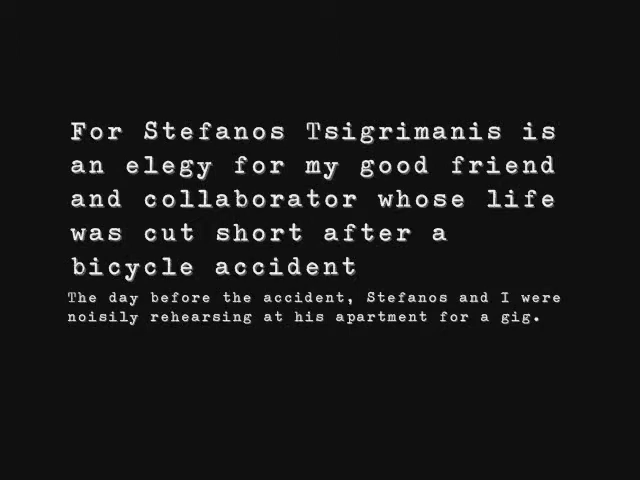 For Stefanos Tsigrimanis is
an elegy for my good friend
and collaborator whose life
was cut short after a
bicycle accident
The day before the accident, Stefanos and I were
noisily rehearsing at his apartment for a gig.